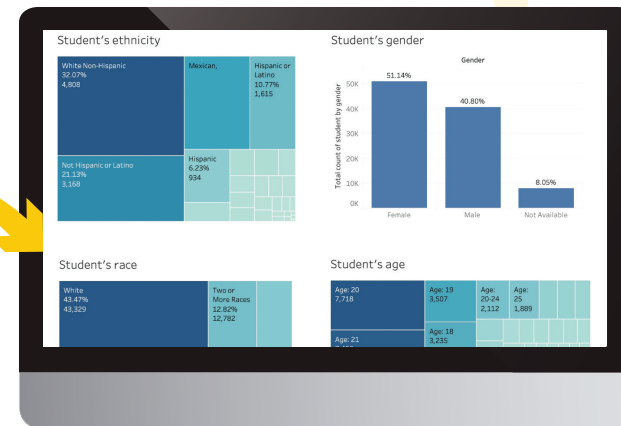 Student's ethnicity
White Non-Hispanic
32.07%
4,808
Mexican,
Hispanic or
Latino
10.77%
1,615
Not Hispanic or Latino
21.13%
3,168
Hispanic
6.23%
934
Student's gender
Gender
Total count of student by gender
50K
40K
30K
20K
10K
0K
51.14%
40.80%
8.05%
Female
Male
Not Available
Student's race
White
43.47%
43,329
Two or
More Races
12.82%
12,782
Student's age
Age: 20
7,718
Age: 19
3,507
Age:
20-24
2,112
Age:
25
1,889
Age: 18
3,235
Age: 21